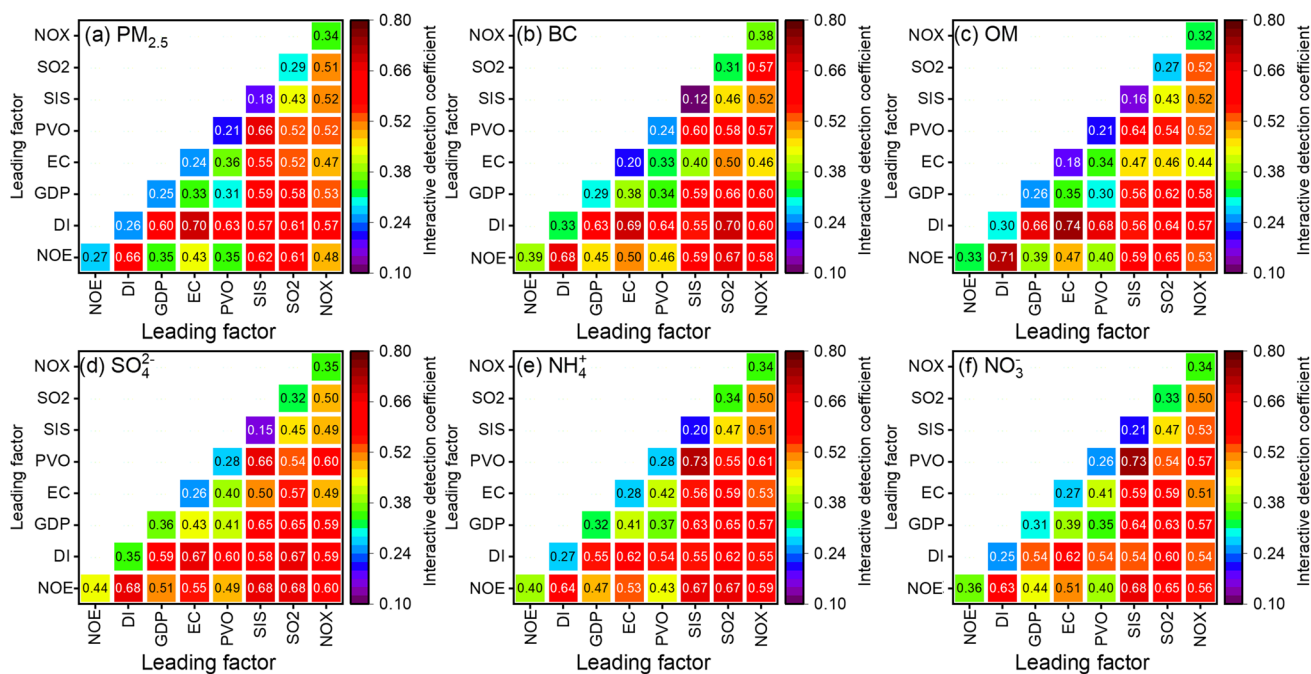 (a) PM2.5
NOX 0.34
SO2 0.29 0.51
SIS 0.18 0.43 0.52
PVO 0.21 0.66 0.52 0.52
EC 0.24 0.36 0.55 0.52 0.47
GDP 0.25 0.33 0.31 0.59 0.58 0.53
DI 0.26 0.60 0.70 0.63 0.57 0.61 0.57
NOE 0.27 0.66 0.35 0.43 0.35 0.62 0.61 0.48
NOE DI GDP EC PVO SIS SO2 NOX
Leading factor
Leading factor
0.80
0.66
0.52
0.38
0.24
0.10
Interactive detection coefficient
(b) BC
NOX 0.38
SO2 0.31 0.57
SIS 0.12 0.46 0.52
PVO 0.24 0.60 0.58 0.57
EC 0.20 0.33 0.40 0.50 0.46
GDP 0.29 0.38 0.34 0.59 0.66 0.60
DI 0.33 0.63 0.69 0.64 0.55 0.70 0.60
NOE 0.39 0.68 0.45 0.50 0.46 0.59 0.67 0.58
NOE DI GDP EC PVO SIS SO2 NOX
Leading factor
Leading factor
0.80
0.66
0.52
0.38
0.24
0.10
Interactive detection coefficient
(c) OM
NOX 0.32
SO2 0.27 0.52
SIS 0.16 0.43 0.52
PVO 0.21 0.64 0.54 0.52
EC 0.18 0.34 0.47 0.46 0.44
GDP 0.26 0.35 0.30 0.56 0.62 0.58
DI 0.30 0.66 0.74 0.68 0.56 0.64 0.57
NOE 0.33 0.71 0.39 0.47 0.40 0.59 0.65 0.53
NOE DI GDP EC PVO SIS SO2 NOX
Leading factor
Leading factor
0.80
0.66
0.52
0.38
0.24
0.10
Interactive detection coefficient
(d) SO4 2-
NOX 0.35
SO2 0.32 0.50
SIS 0.15 0.45 0.49
PVO 0.28 0.66 0.54 0.60
EC 0.26 0.40 0.50 0.57 0.49
GDP 0.36 0.43 0.41 0.65 0.65 0.59
DI 0.35 0.59 0.67 0.60 0.58 0.67 0.59
NOE 0.44 0.68 0.51 0.55 0.49 0.68 0.68 0.60
NOE DI GDP EC PVO SIS SO2 NOX
Leading factor
Leading factor
0.80
0.66
0.52
0.38
0.24
0.10
Interactive detection coefficient
(e) NH4 +
NOX 0.34
SO2 0.34 0.50
SIS 0.20 0.47 0.51
PVO 0.28 0.73 0.55 0.61
EC 0.28 0.42 0.56 0.59 0.53
GDP 0.32 0.41 0.37 0.63 0.65 0.57
DI 0.27 0.55 0.62 0.54 0.55 0.62 0.55
NOE 0.40 0.64 0.47 0.53 0.43 0.67 0.67 0.59
NOE DI GDP EC PVO SIS SO2 NOX
Leading factor
Leading factor
0.80
0.66
0.52
0.38
0.24
0.10
Interactive detection coefficient
(f) NO3 -
NOX 0.34
SO2 0.33 0.50
SIS 0.21 0.47 0.53
PVO 0.26 0.73 0.54 0.57
EC 0.27 0.41 0.59 0.59 0.51
GDP 0.31 0.39 0.35 0.64 0.63 0.57
DI 0.25 0.54 0.62 0.54 0.54 0.60 0.54
NOE 0.36 0.63 0.44 0.51 0.40 0.68 0.65 0.56
NOE DI GDP EC PVO SIS SO2 NOX
Leading factor
Leading factor
0.80
0.66
0.52
0.38
0.24
0.10
Interactive detection coefficient